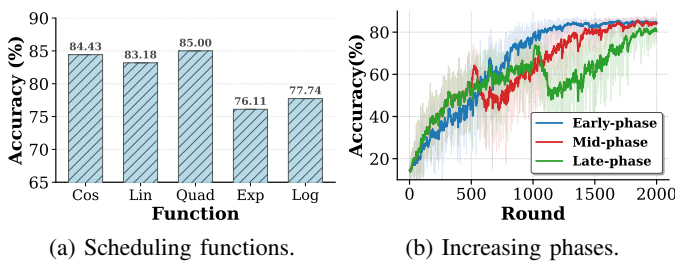 90
85
80
75
70
65
Accuracy (%)
84.43
83.18
85.00
76.11
77.74
Cos
Lin
Quad
Exp
Log
Function
(a) Scheduling functions.
80
60
40
20
Accuracy(%)
Early-phase
Mid-phase
Late-phase
0
500
1000
1500
2000
Round
(b) Increasing phases.